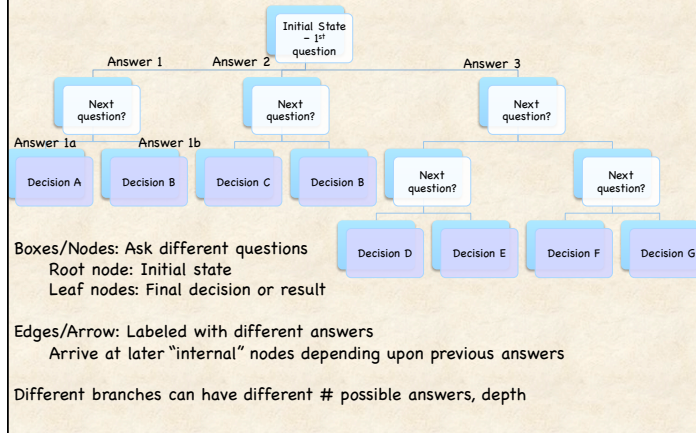 Initial State
– 1st
question
Answer 1
Answer 2
Answer 3
Next
question?
Next
question?
Next
question?
Answer 1a
Answer 1b
Decision A
Decision B
Decision C
Decision B
Next
question?
Next
question?
Decision D
Decision E
Decision F
Decision G
Boxes/Nodes: Ask different questions
Root node: Initial state
Leaf nodes: Final decision or result
Edges/Arrow: Labeled with different answers
Arrive at later “internal” nodes depending upon previous answers
Different branches can have different # possible answers, depth